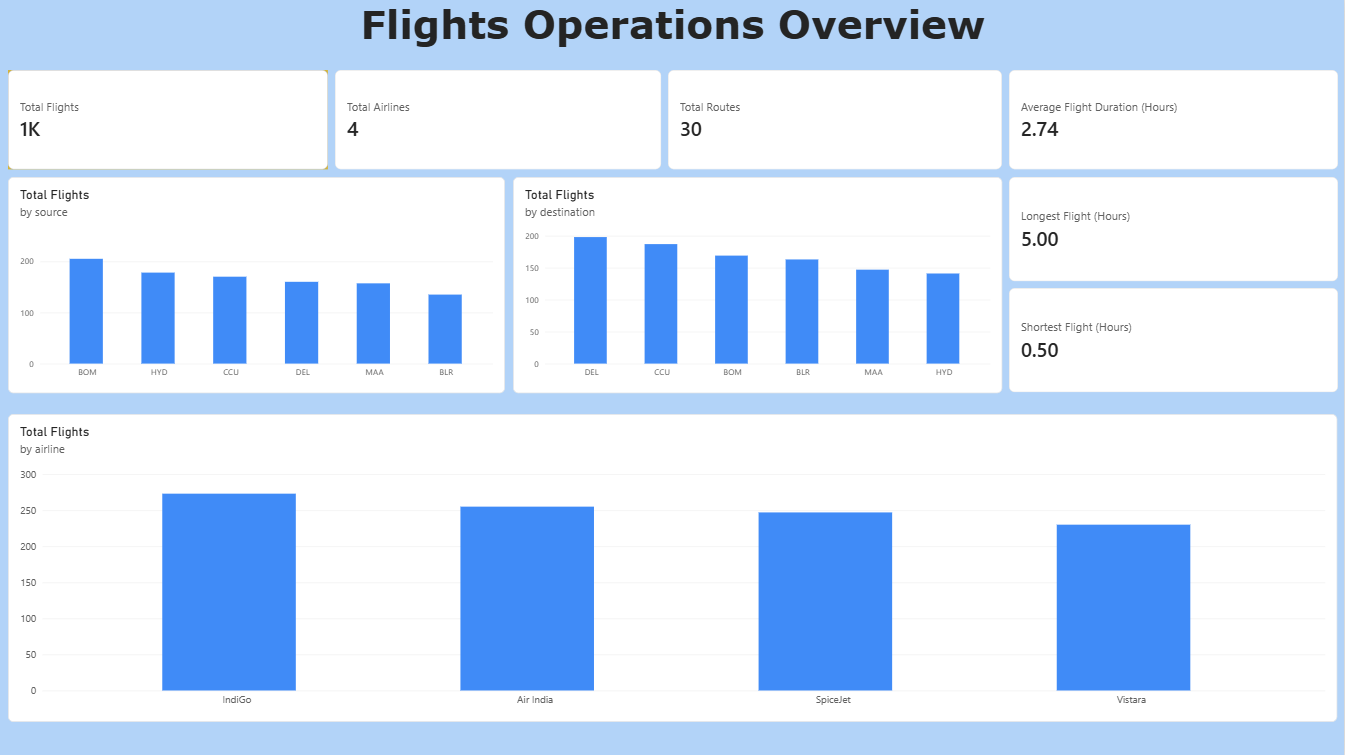 Flights Operations Overview
Total Flights
1K
Total Airlines
4
Total Routes
30
Average Flight Duration (Hours)
2.74
Total Flights
by source
200
100
0
BOM HYD CCU DEL MAA BLR
Total Flights
by destination
200
150
100
50
0
DEL CCU BOM BLR MAA HYD
Longest Flight (Hours)
5.00
Shortest Flight (Hours)
0.50
Total Flights
by airline
300
250
200
150
100
50
0
IndiGo Air India SpiceJet Vistara